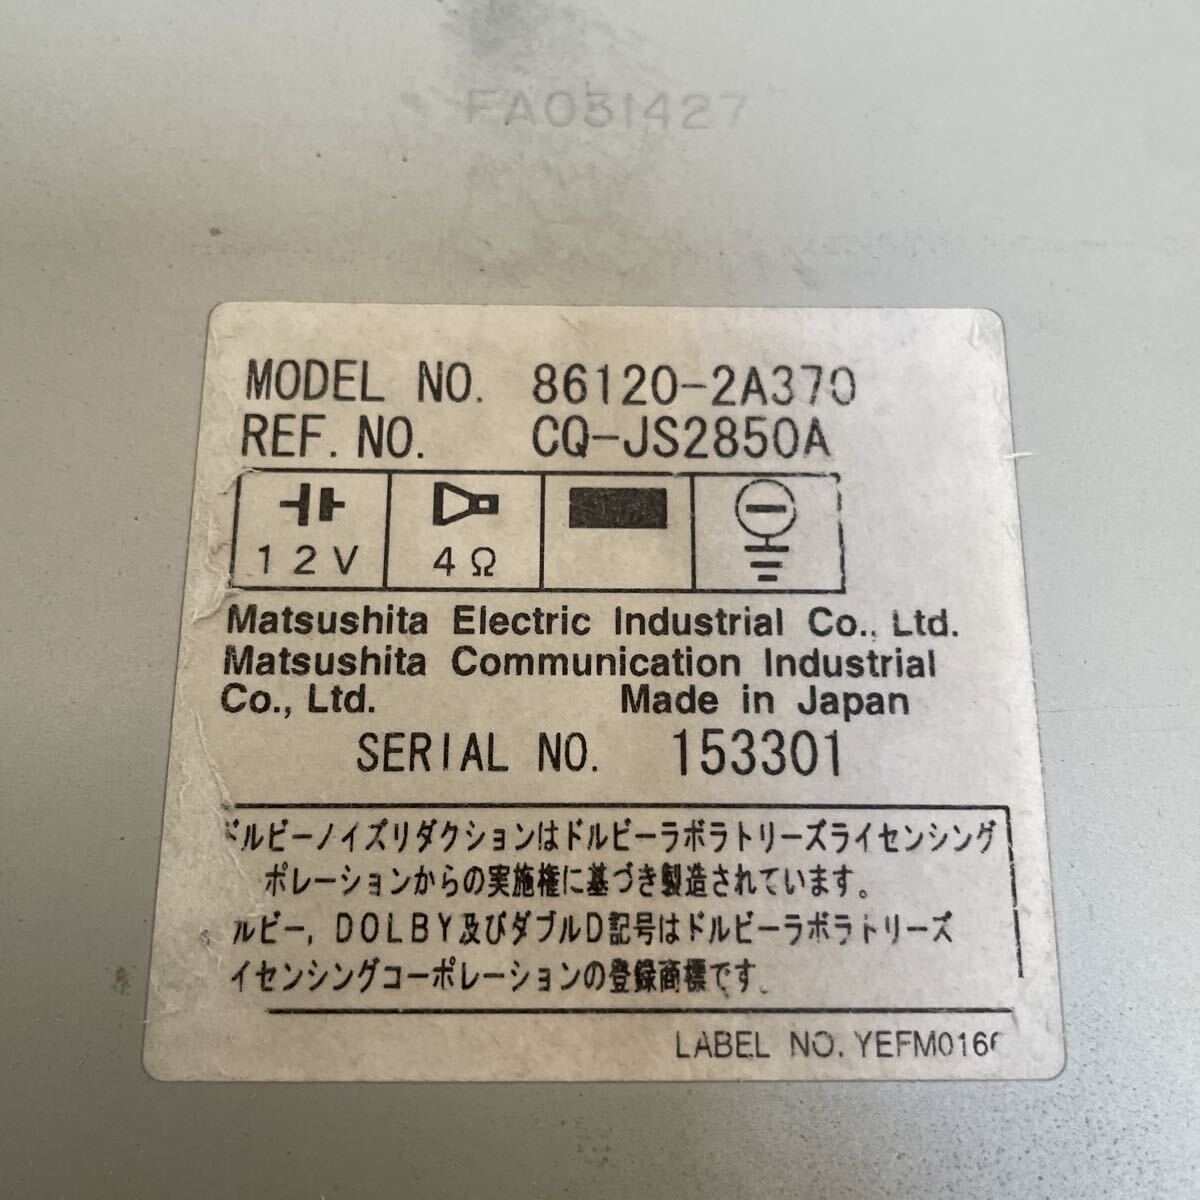 FA031427
MODEL NO. 86120-2A370
REF. NO. CQ-JS2850A
12V 4Ω
Matsushita Electric Industrial Co., Ltd.
Matsushita Communication Industrial
Co., Ltd. Made in Japan
SERIAL NO. 153301
ドルビーノイズリダクションはドルビーラボラトリーズライセンシング
ポレーションからの実施権に基づき製造されています。
ルビー, DOLBY及びダブルD記号はドルビーラボラトリーズ
イセンシングコーポレーションの登録商標です.
LABEL NO. YEFM016